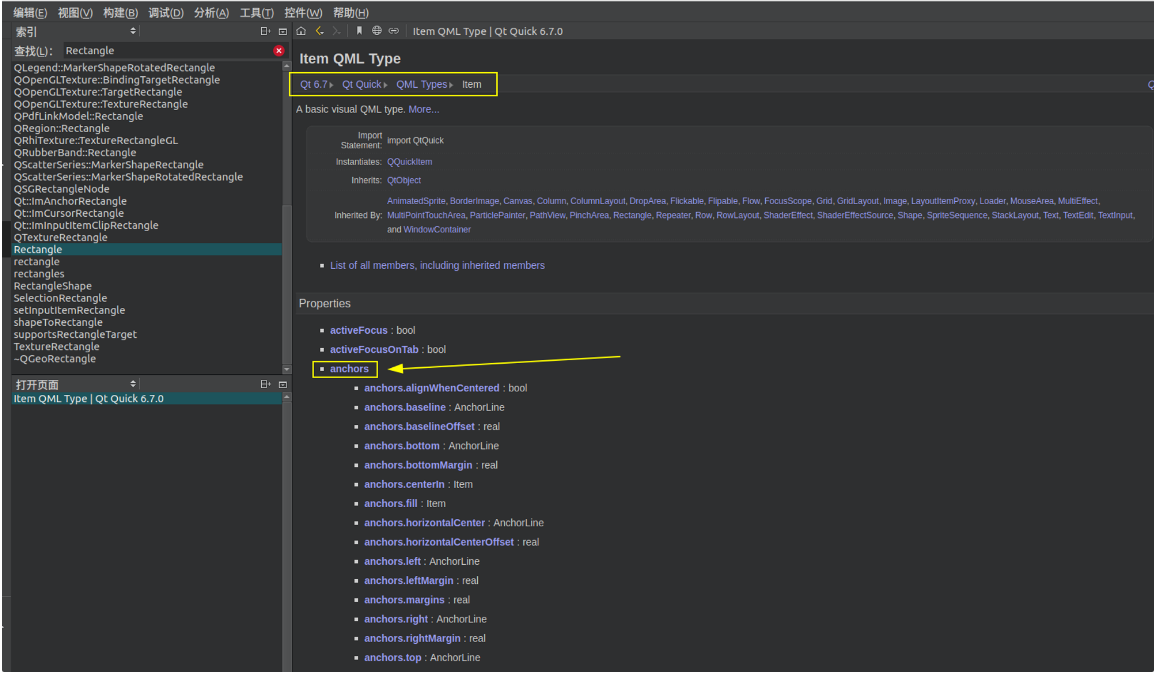 编辑(E) 视图(V) 构建(B) 调试(D) 分析(A) 工具(T) 控件(W) 帮助(H)
索引
Item QML Type | Qt Quick 6.7.0
查找(L): Rectangle
QLegend::MarkerShapeRotatedRectangle
QOpenGLTexture::BindingTargetRectangle
QOpenGLTexture::TargetRectangle
QOpenGLTexture::TextureRectangle
QPdfLinkModel::Rectangle
QRegion::Rectangle
QRhiTexture::TextureRectangleGL
QRubberBand::Rectangle
QScatterSeries::MarkerShapeRectangle
QScatterSeries::MarkerShapeRotatedRectangle
QSGRectangleNode
Qt::ImAnchorRectangle
Qt::ImCursorRectangle
Qt::ImInputItemClipRectangle
QTextureRectangle
Rectangle
rectangle
rectangles
RectangleShape
SelectionRectangle
setInputItemRectangle
shapeToRectangle
supportsRectangleTarget
TextureRectangle
~QGeoRectangle
打开页面
Item QML Type | Qt Quick 6.7.0
Item QML Type
Qt 6.7 Qt Quick QML Types Item
A basic visual QML type. More...
Import
Statement: import QtQuick
Instantiates: QQuickItem
Inherits: QtObject
AnimatedSprite, BorderImage, Canvas, Column, ColumnLayout, DropArea, Flickable, Flipable, Flow, FocusScope, Grid, GridLayout, Image, LayoutItemProxy, Loader, MouseArea, MultiEffect,
Inherited By: MultiPointTouchArea, ParticlePainter, PathView, PinchArea, Rectangle, Repeater, Row, RowLayout, ShaderEffect, ShaderEffectSource, Shape, SpriteSequence, StackLayout, Text, TextEdit, TextInput,
and WindowContainer
List of all members, including inherited members
Properties
activeFocus : bool
activeFocusOnTab : bool
anchors
anchors.alignWhenCentered : bool
anchors.baseline : AnchorLine
anchors.baselineOffset : real
anchors.bottom : AnchorLine
anchors.bottomMargin : real
anchors.centerIn : Item
anchors.fill : Item
anchors.horizontalCenter : AnchorLine
anchors.horizontalCenterOffset : real
anchors.left : AnchorLine
anchors.leftMargin : real
anchors.margins : real
anchors.right : AnchorLine
anchors.rightMargin : real
anchors.top : AnchorLine